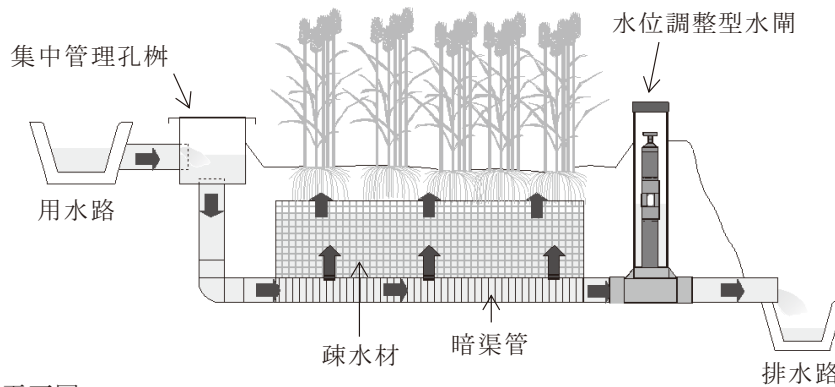 水位調整型水閘
集中管理孔桝
用水路
疎水材
暗渠管
排水路